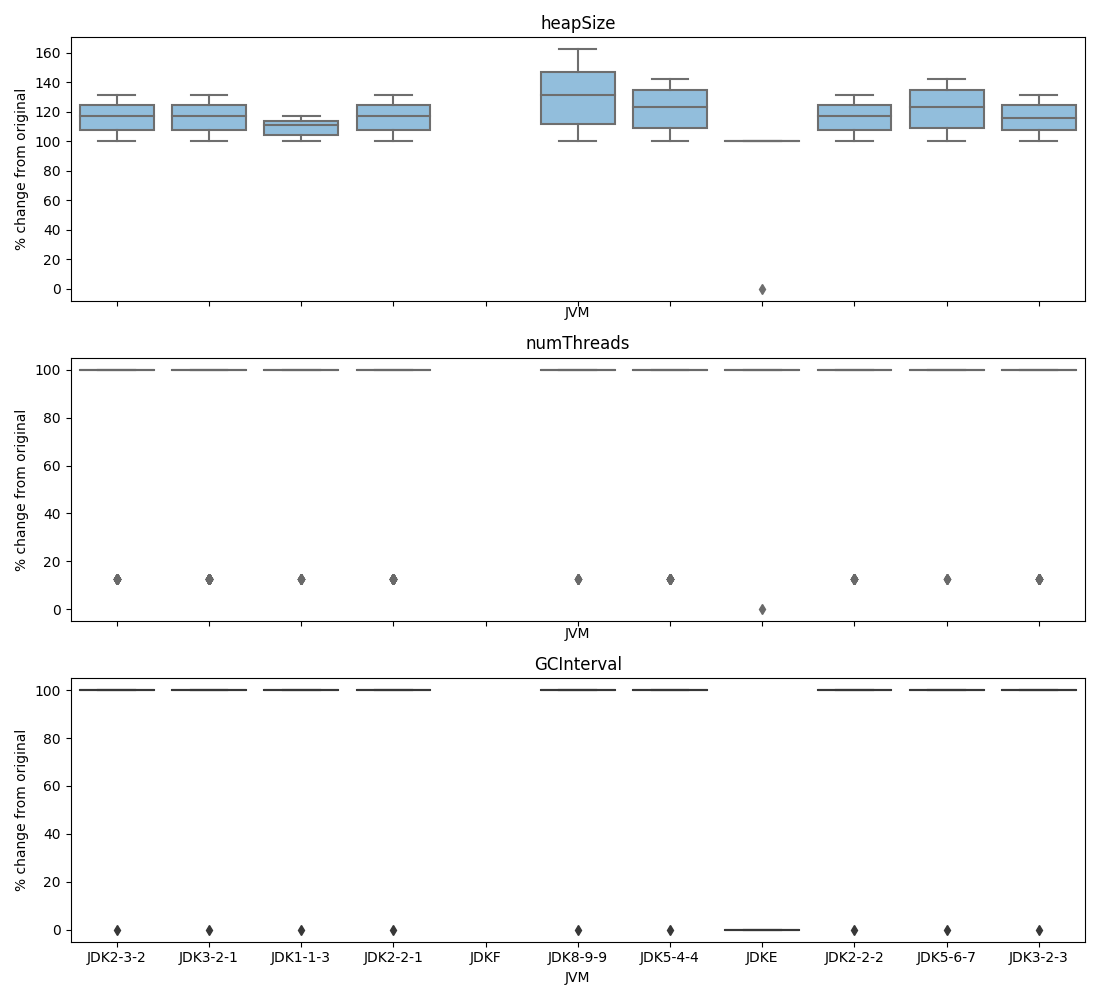 heapSize
% change from original
160
140
120
100
80
60
40
20
0
JVM
numThreads
% change from original
100
80
60
40
20
0
JVM
GCInterval
% change from original
100
80
60
40
20
0
JDK2-3-2 JDK3-2-1 JDK1-1-3 JDK2-2-1 JDKF JDK8-9-9 JDK5-4-4 JDKE JDK2-2-2 JDK5-6-7 JDK3-2-3
JVM